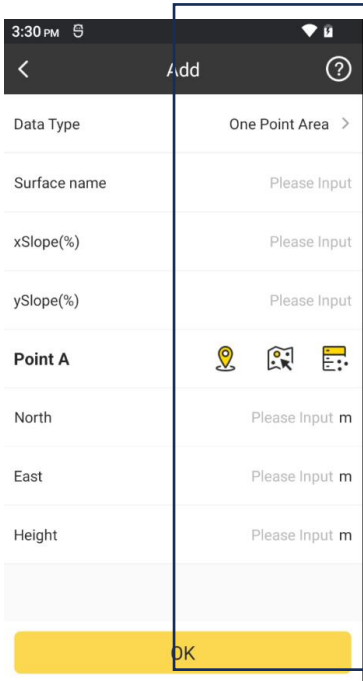 3:30 PM
Add
Data Type One Point Area
Surface name Please Input
xSlope(%) Please Input
ySlope(%) Please Input
Point A
North Please Input m
East Please Input m
Height Please Input m
OK